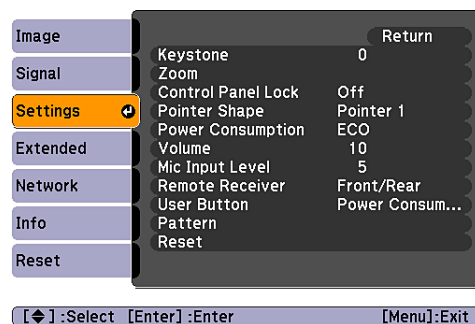 Image
Signal
Settings
Extended
Network
Info
Reset
Return
Keystone 0
Zoom
Control Panel Lock Off
Pointer Shape Pointer 1
Power Consumption ECO
Volume 10
Mic Input Level 5
Remote Receiver Front/Rear
User Button Power Consum...
Pattern
Reset
[◆] :Select [Enter] :Enter [Menu]:Exit